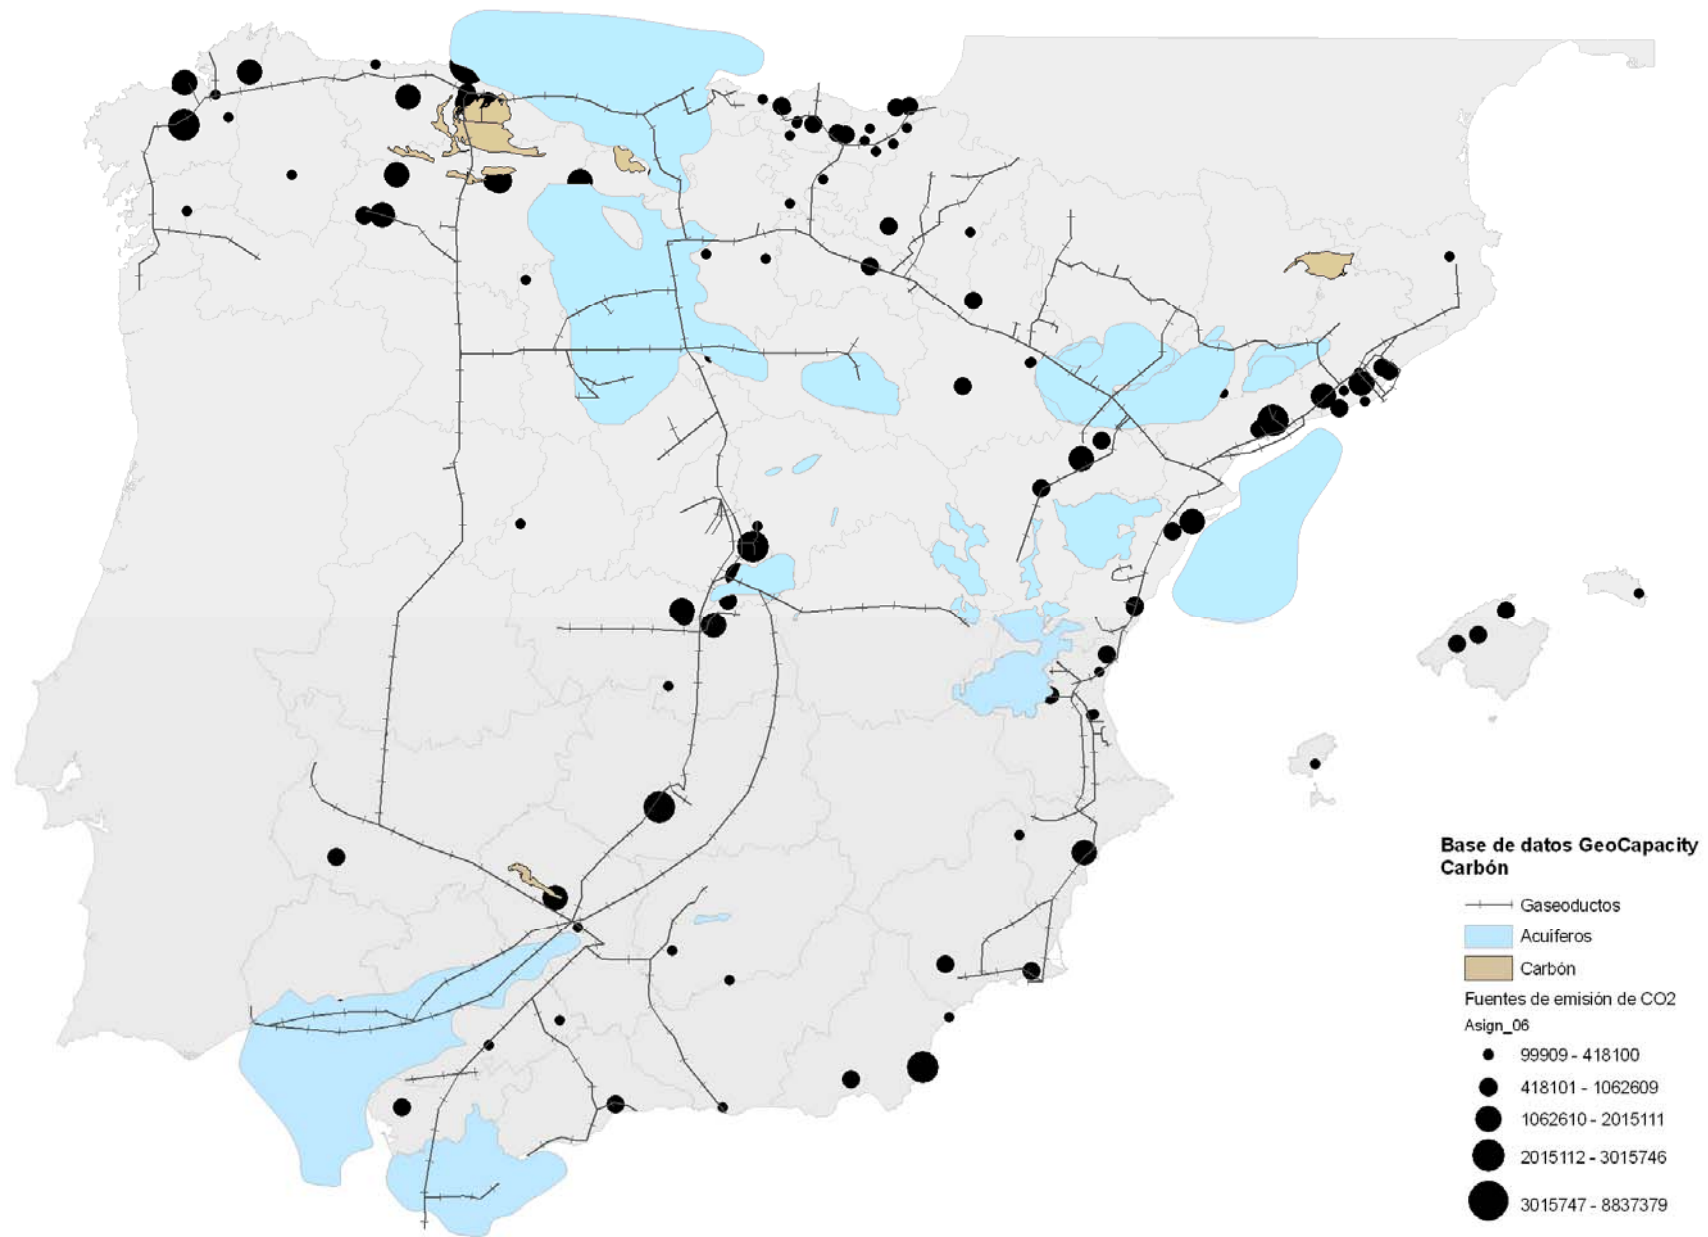 Base de datos GeoCapacity
Carbón
Gaseoductos
Acuiferos
Carbón
Fuentes de emisión de CO2
Asign_06
99909 - 418100
418101 - 1062609
1062610 - 2015111
2015112 - 3015746
3015747 - 8837379